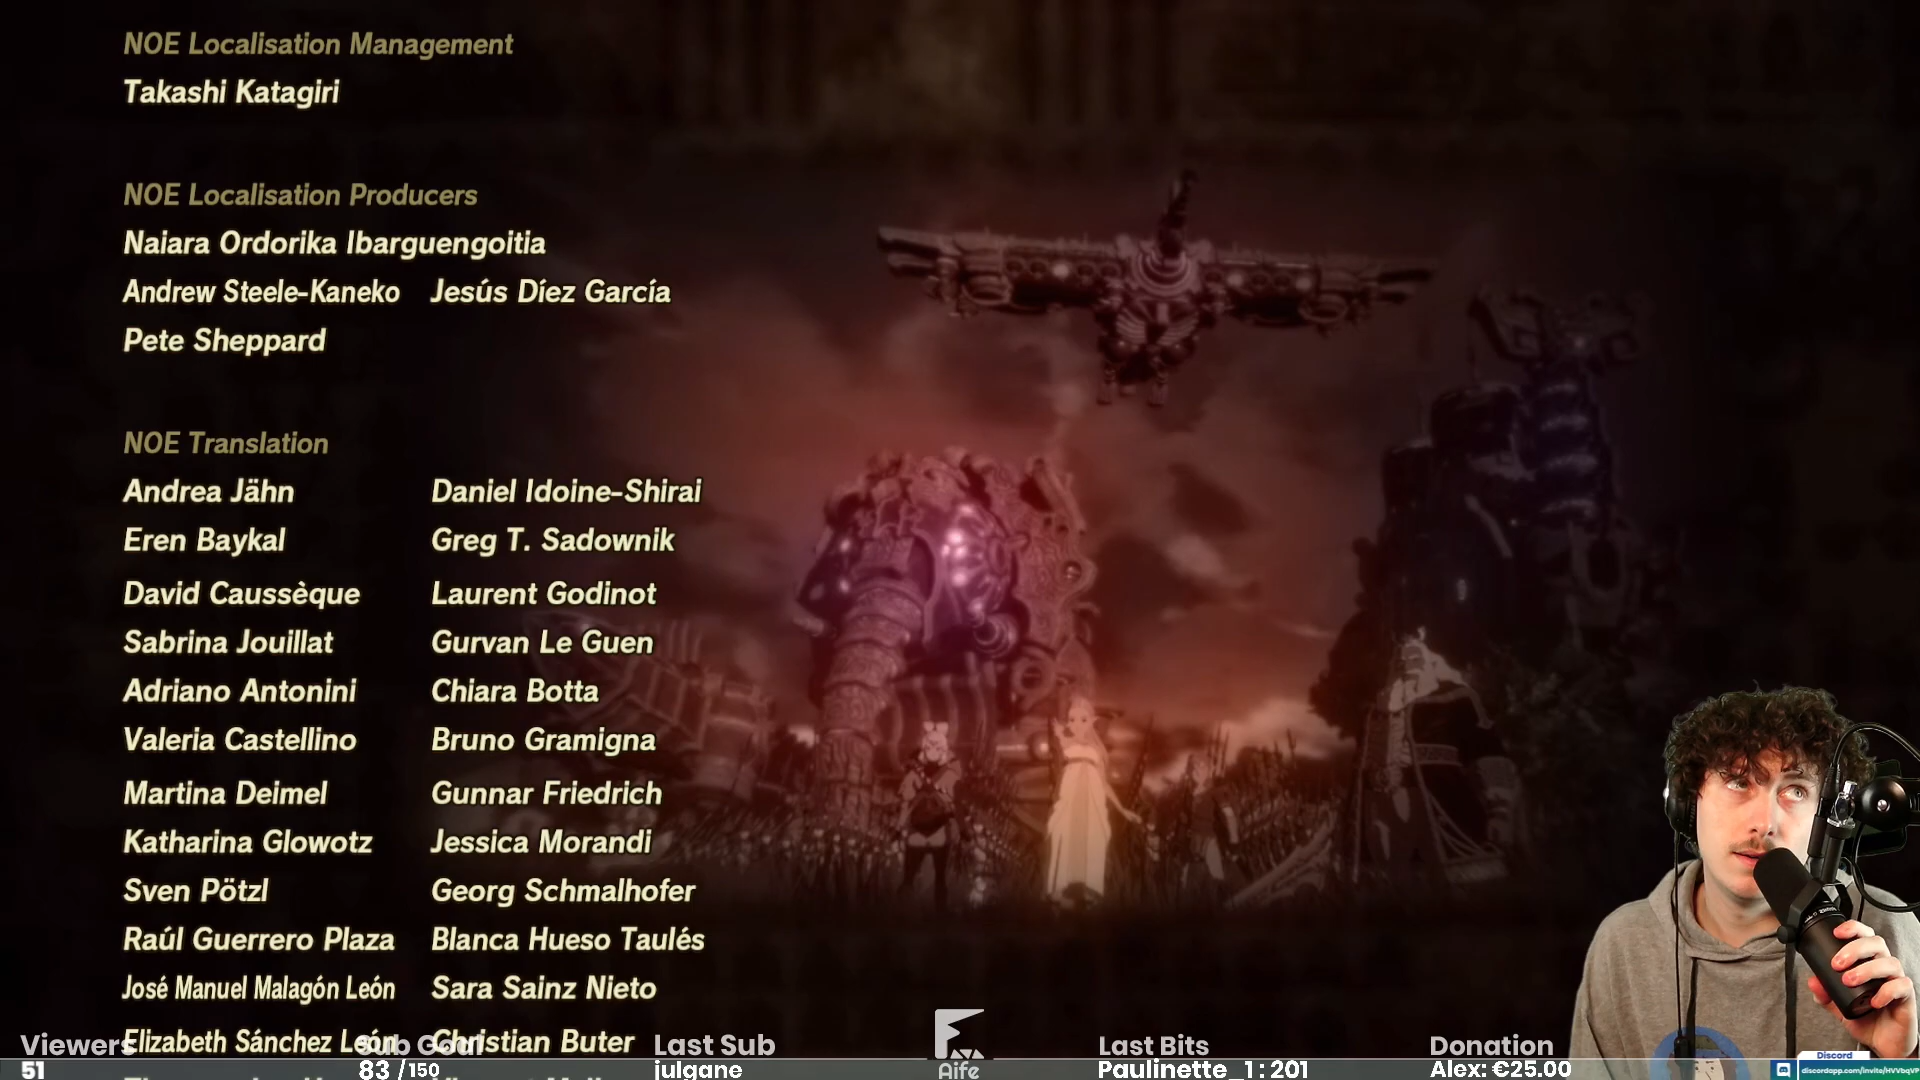 NOE Localisation Management
Takashi Katagiri
NOE Localisation Producers
Naiara Ordorika Ibarguengoitia
Andrew Steele-Kaneko Jesús Díez García
Pete Sheppard
NOE Translation
Andrea Jähn Daniel Idoine-Shirai
Eren Baykal Greg T. Sadownik
David Caussèque Laurent Godinot
Sabrina Jouillat Gurvan Le Guen
Adriano Antonini Chiara Botta
Valeria Castellino Bruno Gramigna
Martina Deimel Gunnar Friedrich
Katharina Glowotz Jessica Morandi
Sven Pötzl Georg Schmalhofer
Raúl Guerrero Plaza Blanca Hueso Taulés
José Manuel Malagón León Sara Sainz Nieto
Elizabeth Sánchez León Christian Buter
Viewers Sub Goal Last Sub Last Bits Donation
51 83 /150 julgane Aife Paulinette_1: 201 Alex: €25.00
Discord